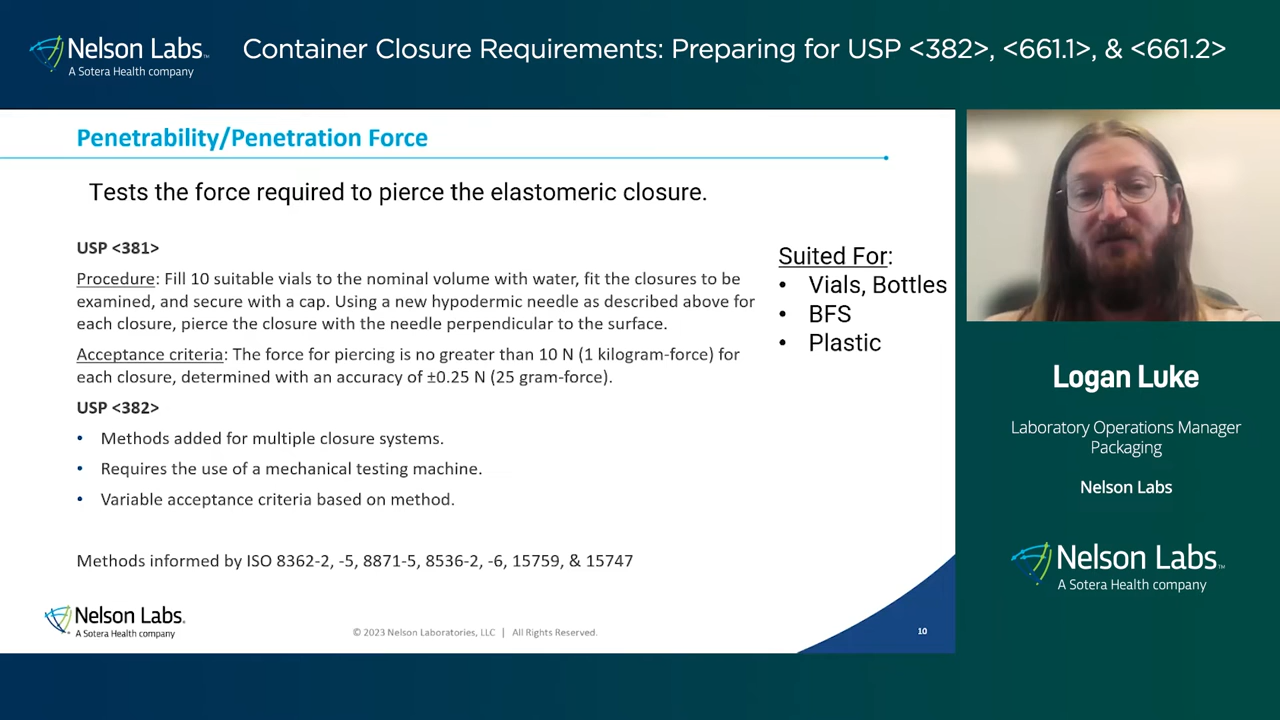 Nelson Labs™
A Sotera Health company
Container Closure Requirements: Preparing for USP <382>, <661.1>, & <661.2>
Penetrability/Penetration Force
Tests the force required to pierce the elastomeric closure.
USP <381>
Procedure: Fill 10 suitable vials to the nominal volume with water, fit the closures to be
examined, and secure with a cap. Using a new hypodermic needle as described above for
each closure, pierce the closure with the needle perpendicular to the surface.
Acceptance criteria: The force for piercing is no greater than 10 N (1 kilogram-force) for
each closure, determined with an accuracy of ±0.25 N (25 gram-force).
USP <382>
• Methods added for multiple closure systems.
• Requires the use of a mechanical testing machine.
• Variable acceptance criteria based on method.
Methods informed by ISO 8362-2, -5, 8871-5, 8536-2, -6, 15759, & 15747
Suited For:
• Vials, Bottles
• BFS
• Plastic
Nelson Labs®
A Sotera Health company
© 2023 Nelson Laboratories, LLC | All Rights Reserved.
10
Logan Luke
Laboratory Operations Manager
Packaging
Nelson Labs
Nelson Labs™
A Sotera Health company